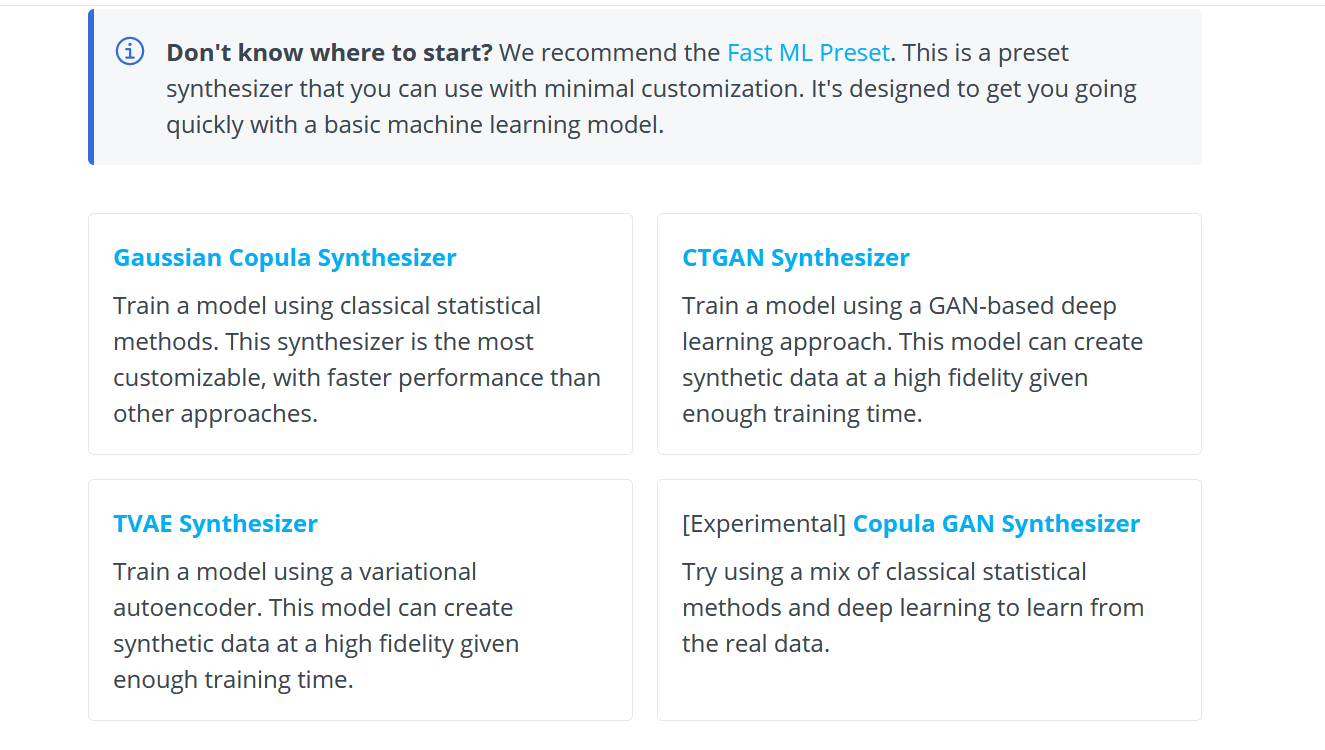 Don't know where to start? We recommend the Fast ML Preset. This is a preset
synthesizer that you can use with minimal customization. It's designed to get you going
quickly with a basic machine learning model.
Gaussian Copula Synthesizer
Train a model using classical statistical
methods. This synthesizer is the most
customizable, with faster performance than
other approaches.
CTGAN Synthesizer
Train a model using a GAN-based deep
learning approach. This model can create
synthetic data at a high fidelity given
enough training time.
TVAE Synthesizer
Train a model using a variational
autoencoder. This model can create
synthetic data at a high fidelity given
enough training time.
[Experimental] Copula GAN Synthesizer
Try using a mix of classical statistical
methods and deep learning to learn from
the real data.